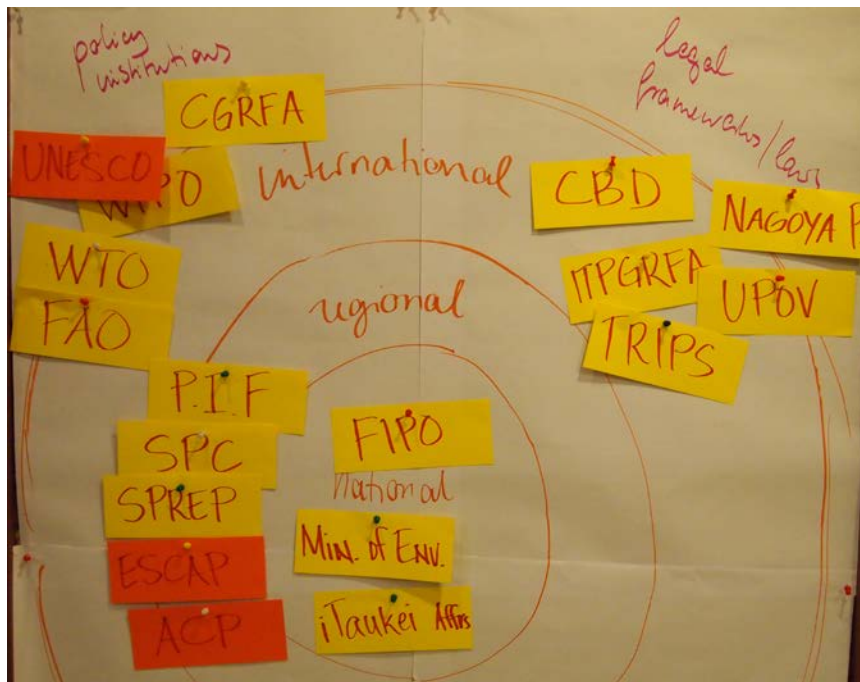 policy
institutions
legal
frameworks/laws
CGRFA
UNESCO
WIPO
international
CBD
NAGOYA P
WTO
ITPGRFA
UPOV
FAO
regional
TRIPS
P.I.F
FIPO
SPC
national
SPREP
Min. of Env.
ESCAP
iTaukei Affrs
ACP